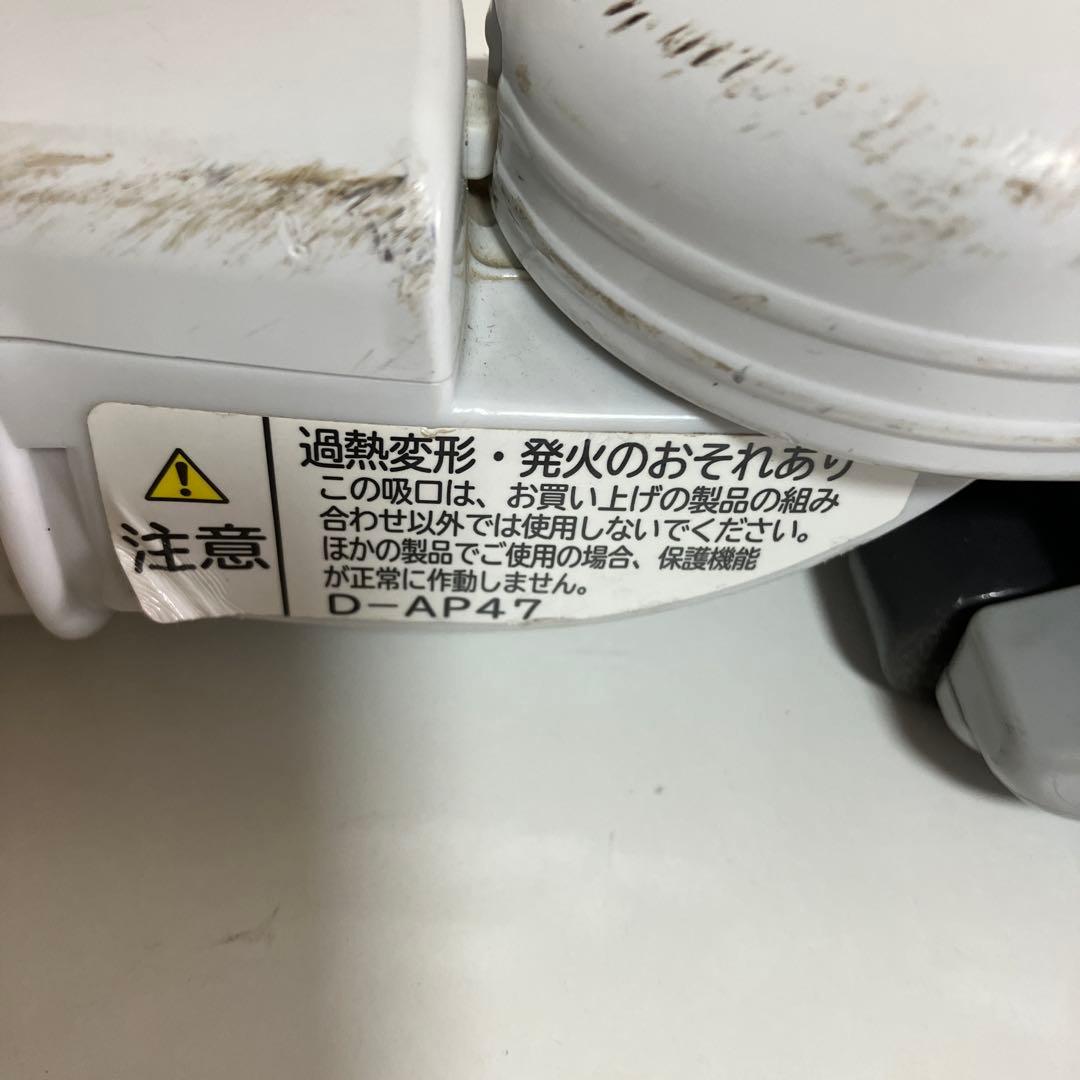 注意
過熱変形・発火のおそれあり
この吸口は、お買い上げの製品の組み
合わせ以外では使用しないでください。
ほかの製品でご使用の場合、保護機能
が正常に作動しません。
D-AP47